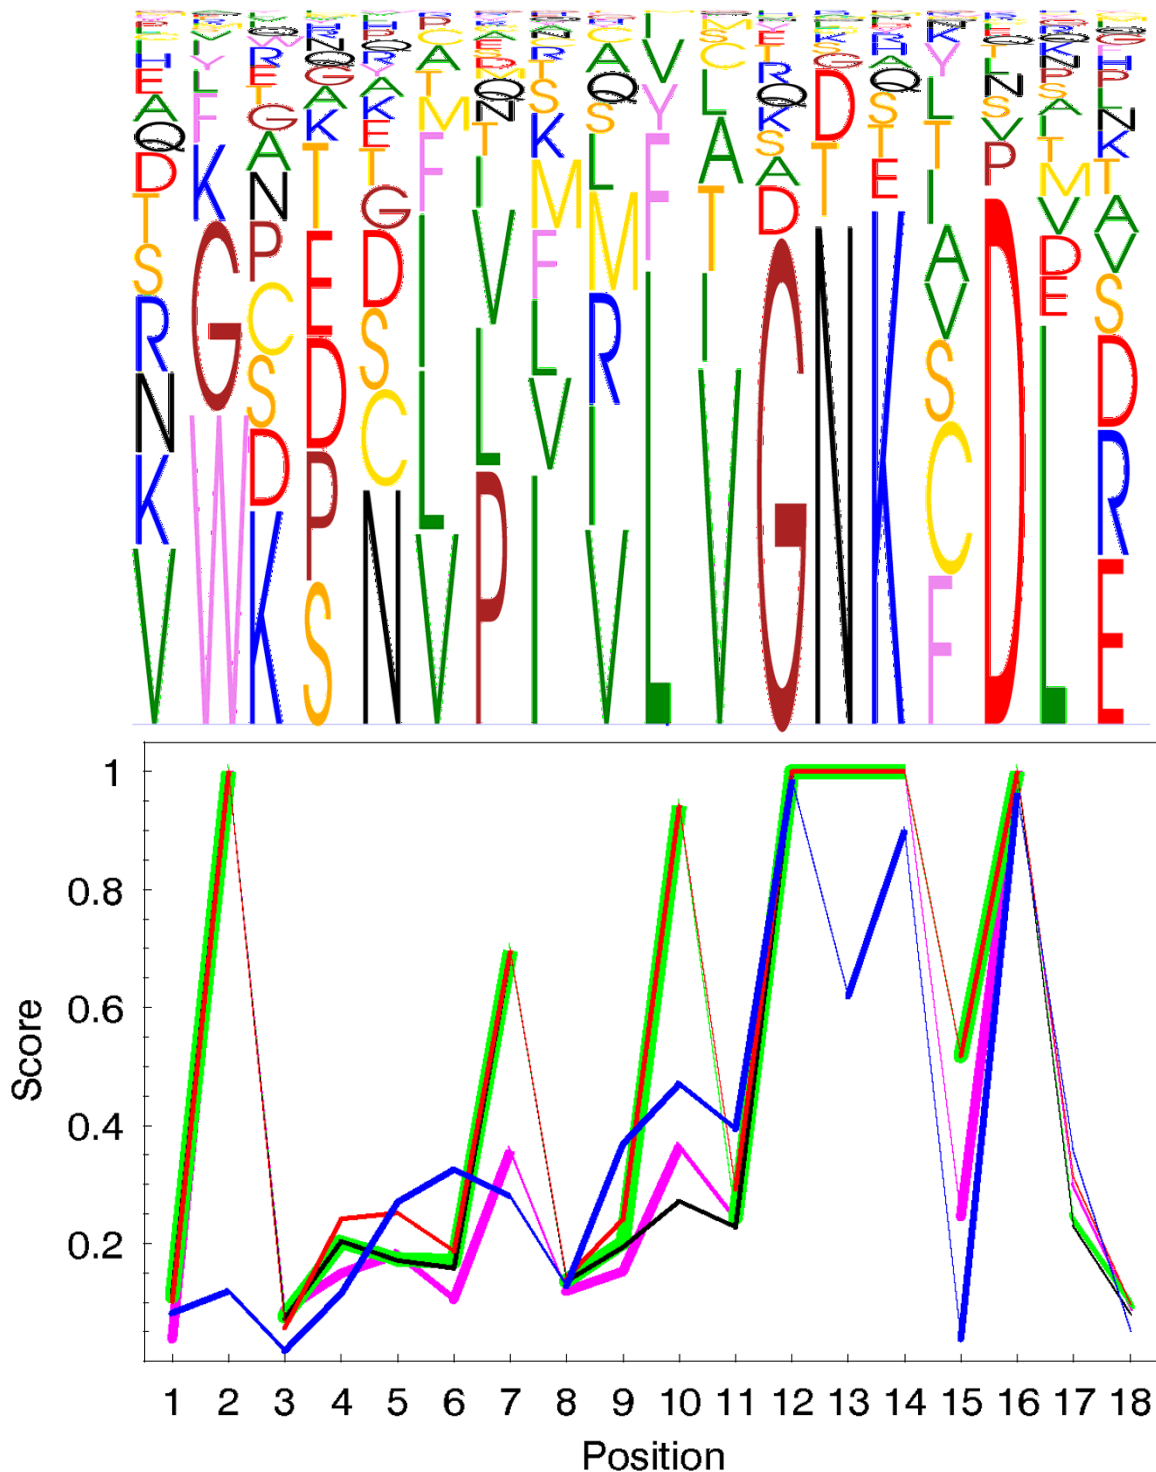 H E A Q D T S R N K V
V Y L F K G W
W R E T G A N P C S D K
N G A K T E D P S
Q R Y A K E T G D S C N
P C A T M F I L V
Q N T I V L P
T S K M F L V I
C A Q S L M R I V
I V Y F L
M S C L A T I V
E T R Q K S A D G
S G D T N
A Q S T E K
K Y L T I A V S C F
L N S V P D
K N P S A I T M V D E L
G H P L N K T A V S D R E
1
0.8
0.6
0.4
0.2
Score
1 2 3 4 5 6 7 8 9 10 11 12 13 14 15 16 17 18
Position